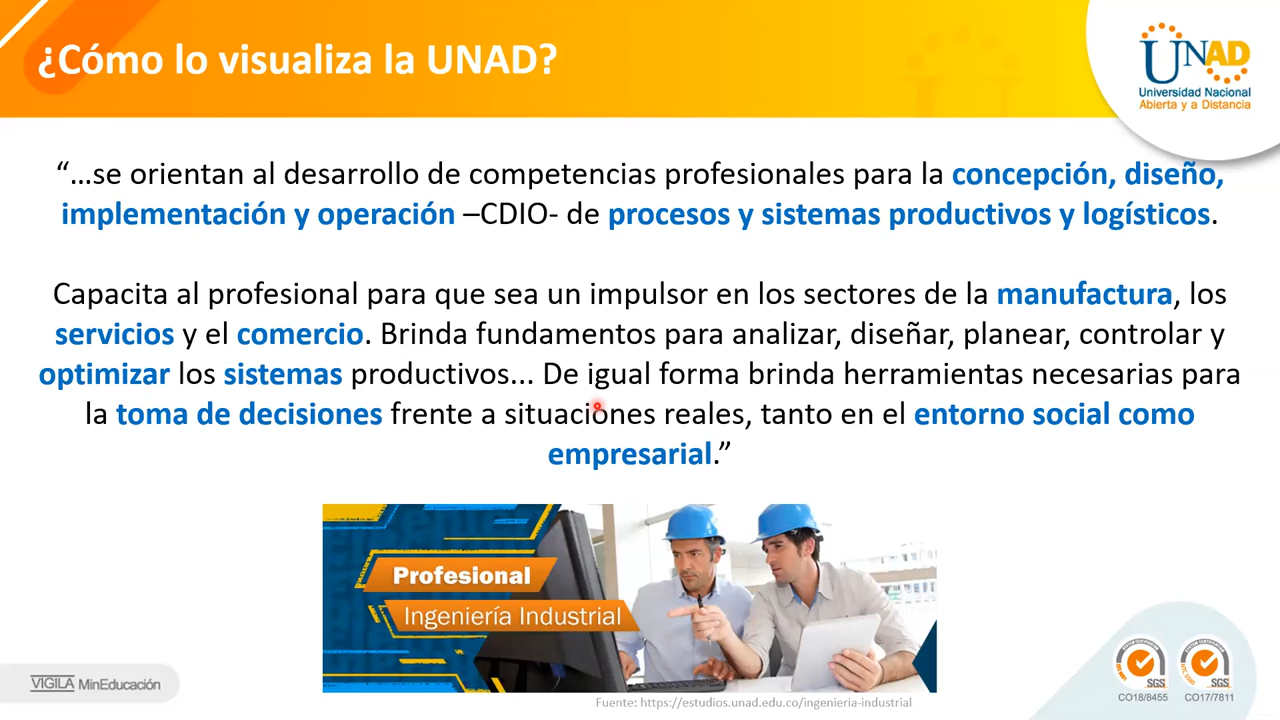 ¿Cómo lo visualiza la UNAD?
UNAD
Universidad Nacional
Abierta y a Distancia
“...se orientan al desarrollo de competencias profesionales para la concepción, diseño,
implementación y operación –CDIO- de procesos y sistemas productivos y logísticos.
Capacita al profesional para que sea un impulsor en los sectores de la manufactura, los
servicios y el comercio. Brinda fundamentos para analizar, diseñar, planear, controlar y
optimizar los sistemas productivos... De igual forma brinda herramientas necesarias para
la toma de decisiones frente a situaciones reales, tanto en el entorno social como
empresarial.”
Profesional
Ingeniería Industrial
VIGILA MinEducación
SGS
SGS
CO18/8455
CO17/7811
Fuente: https://estudios.unad.edu.co/ingenieria-industrial